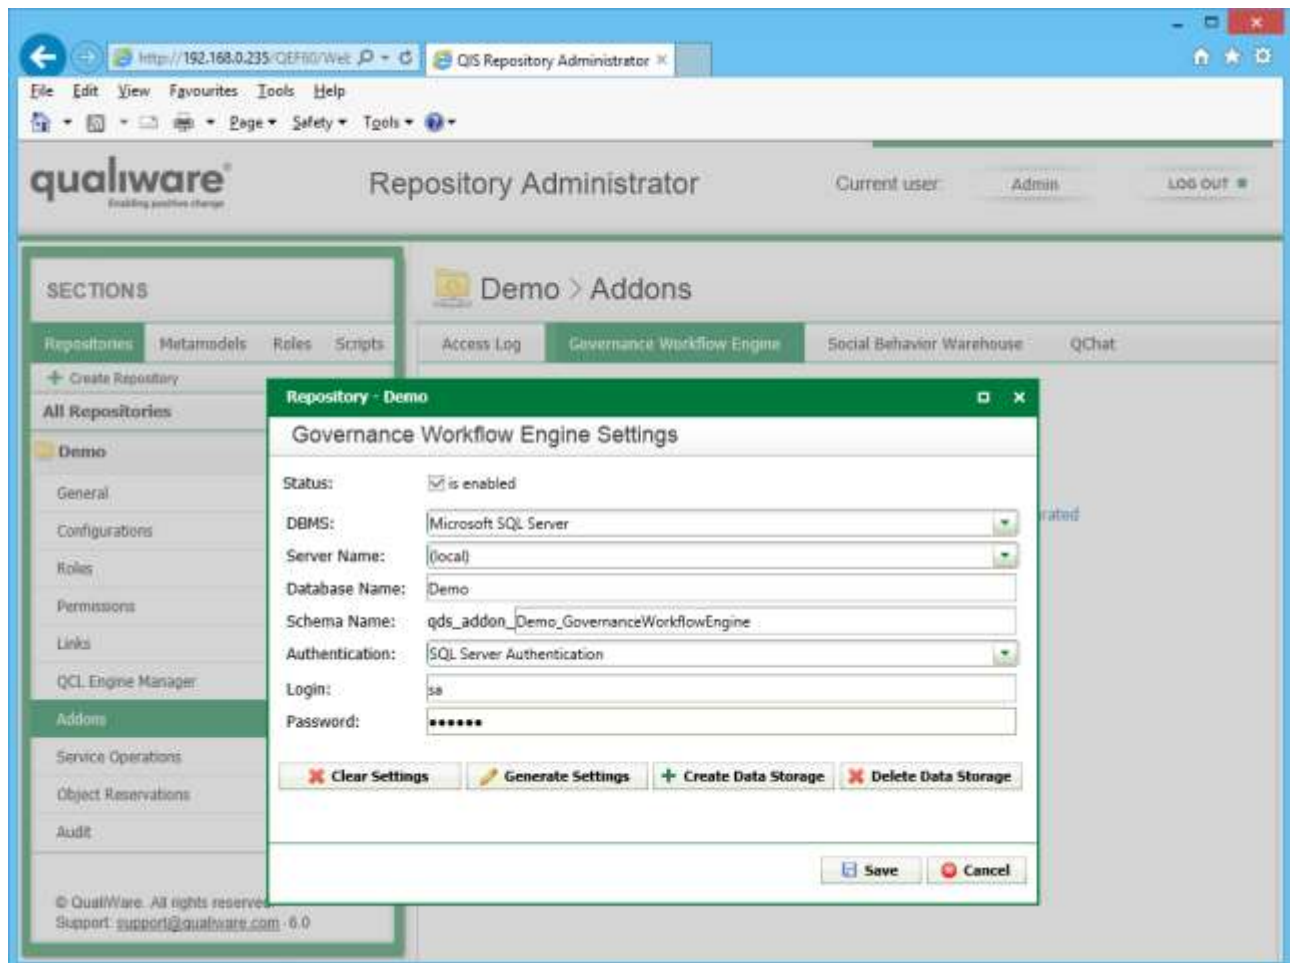 http://192.168.0.235/QEF60/Wet
QIS Repository Administrator
File Edit View Favourites Tools Help
Page Safety Tools
qualiware®
Enabling positive change
Repository Administrator
Current user: Admin
LOG OUT
SECTIONS
Demo > Addons
Repositories Metamodels Roles Scripts
Access Log Governance Workflow Engine Social Behavior Warehouse QChat
Create Repository
All Repositories
Demo
General
Configurations
Roles
Permissions
Links
QCL Engine Manager
Addons
Service Operations
Object Reservations
Audit
© QualiWare. All rights reserve
Support: support@qualiware.com - 6.0
Repository - Demo
Governance Workflow Engine Settings
Status: is enabled
DBMS: Microsoft SQL Server
Server Name: (local)
Database Name: Demo
Schema Name: qds_addon_Demo_GovernanceWorkflowEngine
Authentication: SQL Server Authentication
Login: sa
Password: ●●●●●●
Clear Settings Generate Settings Create Data Storage Delete Data Storage
Save Cancel